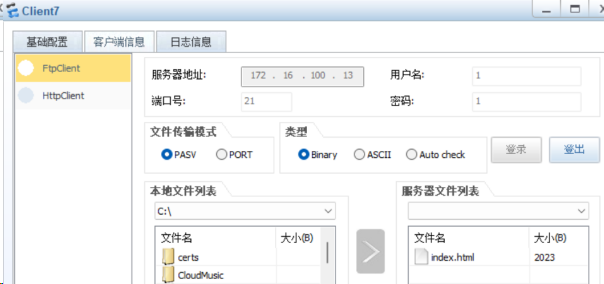 Client7
基础配置 客户端信息 日志信息
FtpClient
HttpClient
服务器地址: 172 . 16 . 100 . 13 用户名: 1
端口号: 21 密码: 1
文件传输模式 类型
PASV PORT Binary ASCII Auto check 登录 登出
本地文件列表 服务器文件列表
C:\
文件名 大小(B) 文件名 大小(B)
certs index.html 2023
CloudMusic